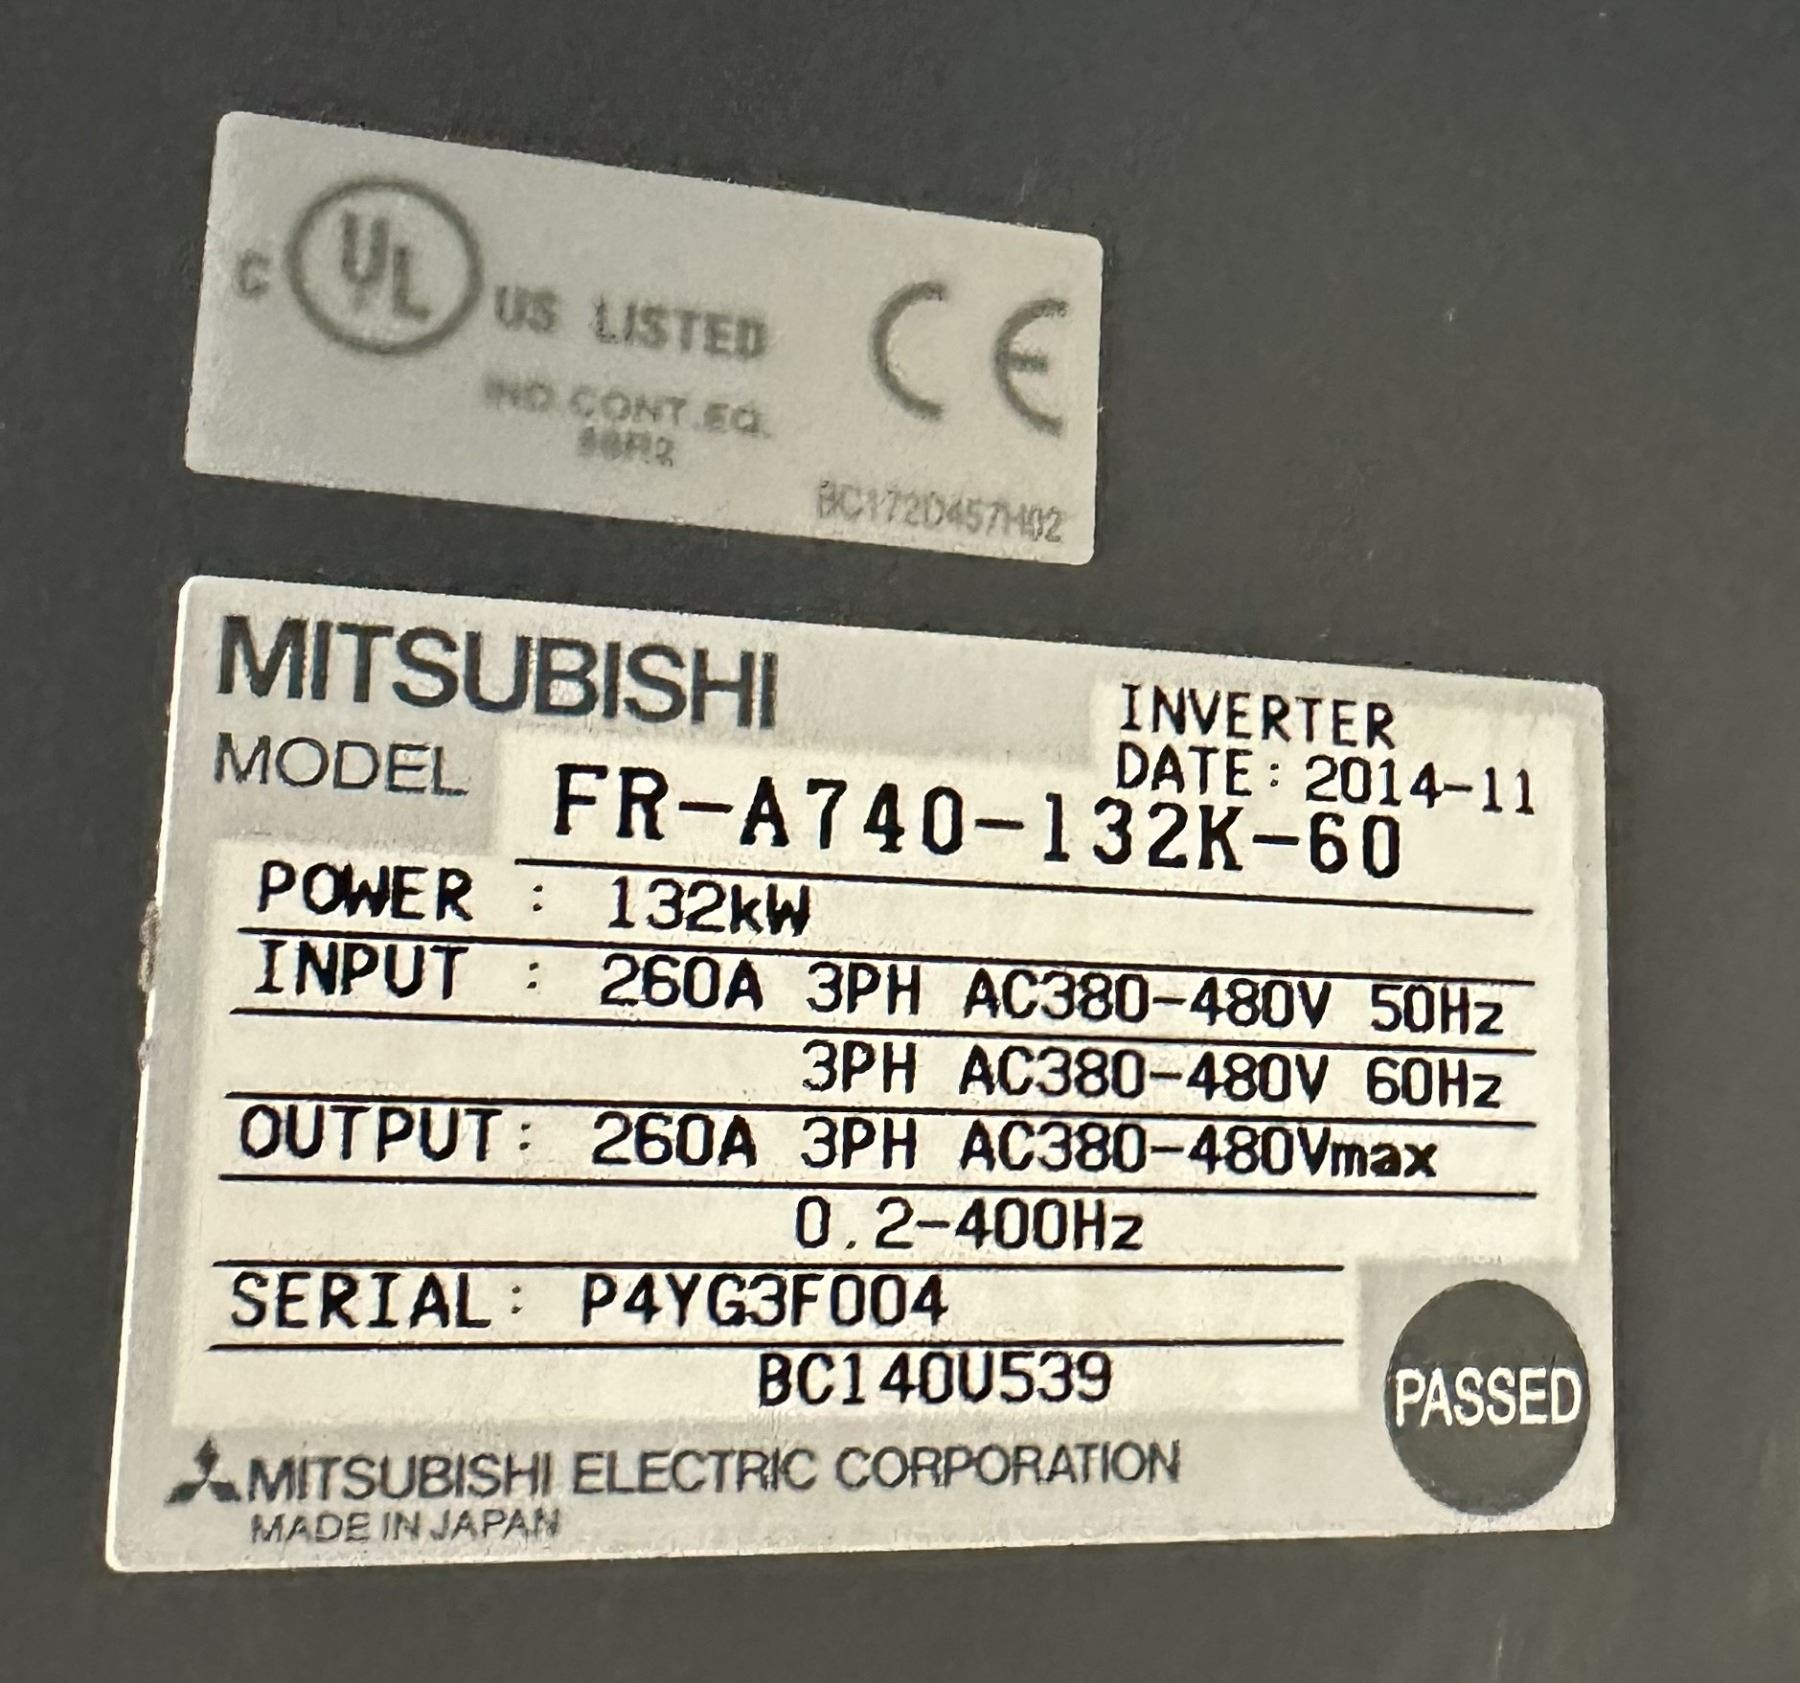 C UL US LISTED CE
IND.CONT.EQ.
BC172D457H02
MITSUBISHI
INVERTER
DATE: 2014-11
MODEL FR-A740-132K-60
POWER : 132kW
INPUT : 260A 3PH AC380-480V 50Hz
3PH AC380-480V 60Hz
OUTPUT: 260A 3PH AC380-480Vmax
0.2-400Hz
SERIAL: P4YG3F004
BC140U539
PASSED
MITSUBISHI ELECTRIC CORPORATION
MADE IN JAPAN